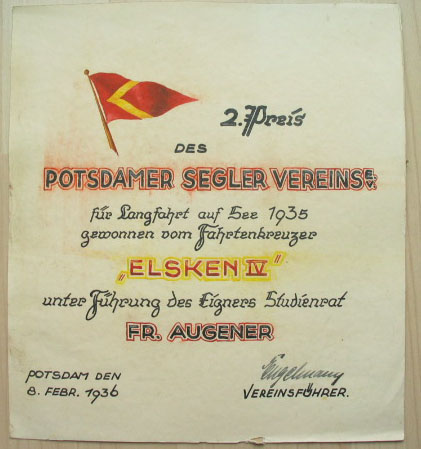 2. Preis
DES
POTSDAMER SEGLER VEREINS e.V.
für Langfahrt auf See 1935
gewonnen vom Fahrtenkreuzer
„ELSKEN IV"
unter Führung des Eigners Studienrat
FR. AUGENER
POTSDAM DEN
8. FEBR. 1936
Engelmann
VEREINSFÜHRER.